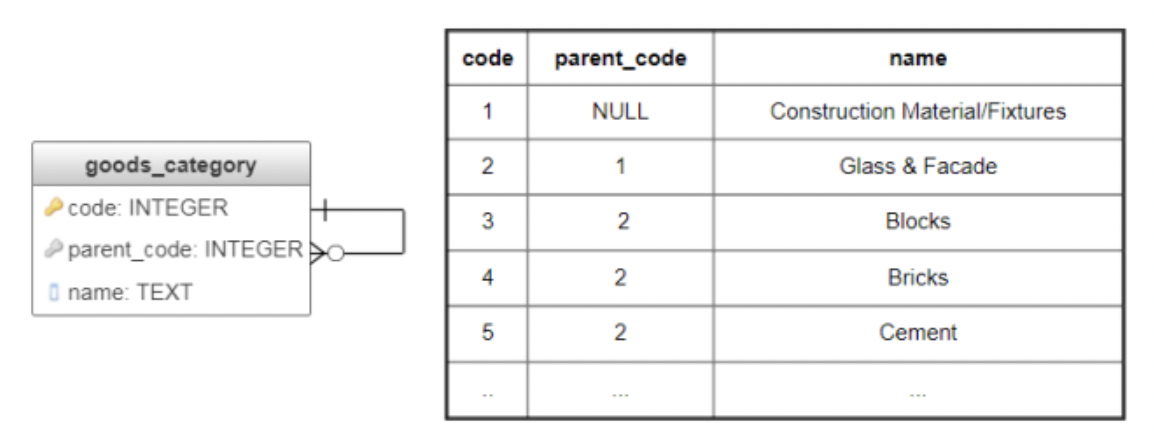 goods_category
code: INTEGER
parent_code: INTEGER
name: TEXT
code parent_code name
1 NULL Construction Material/Fixtures
2 1 Glass & Facade
3 2 Blocks
4 2 Bricks
5 2 Cement
.. ... ...